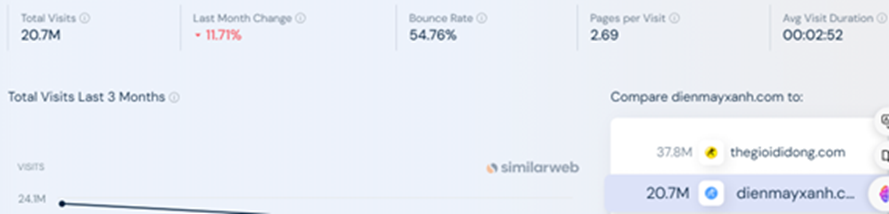 Total Visits
20.7M
Last Month Change
11.71%
Bounce Rate
54.76%
Pages per Visit
2.69
Avg Visit Duration
00:02:52
Total Visits Last 3 Months
VISITS
similarweb
24.1M
Compare dienmayxanh.com to:
37.8M thegioididong.com
20.7M dienmayxanh.c...